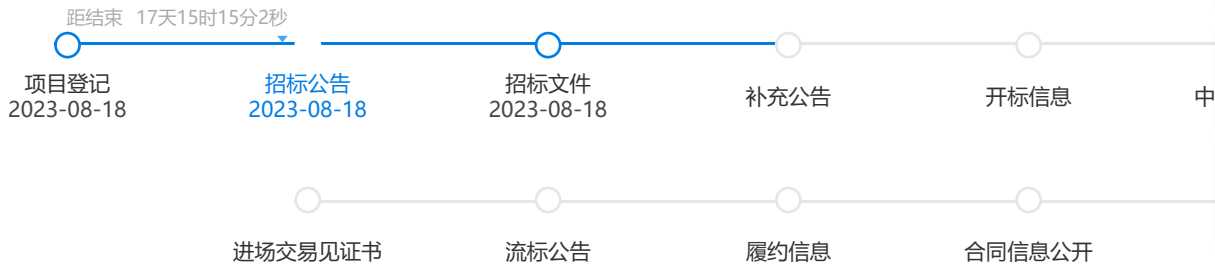 距结束 17天15时15分2秒
项目登记
2023-08-18
招标公告
2023-08-18
招标文件
2023-08-18
补充公告
开标信息
中
进场交易见证书
流标公告
履约信息
合同信息公开